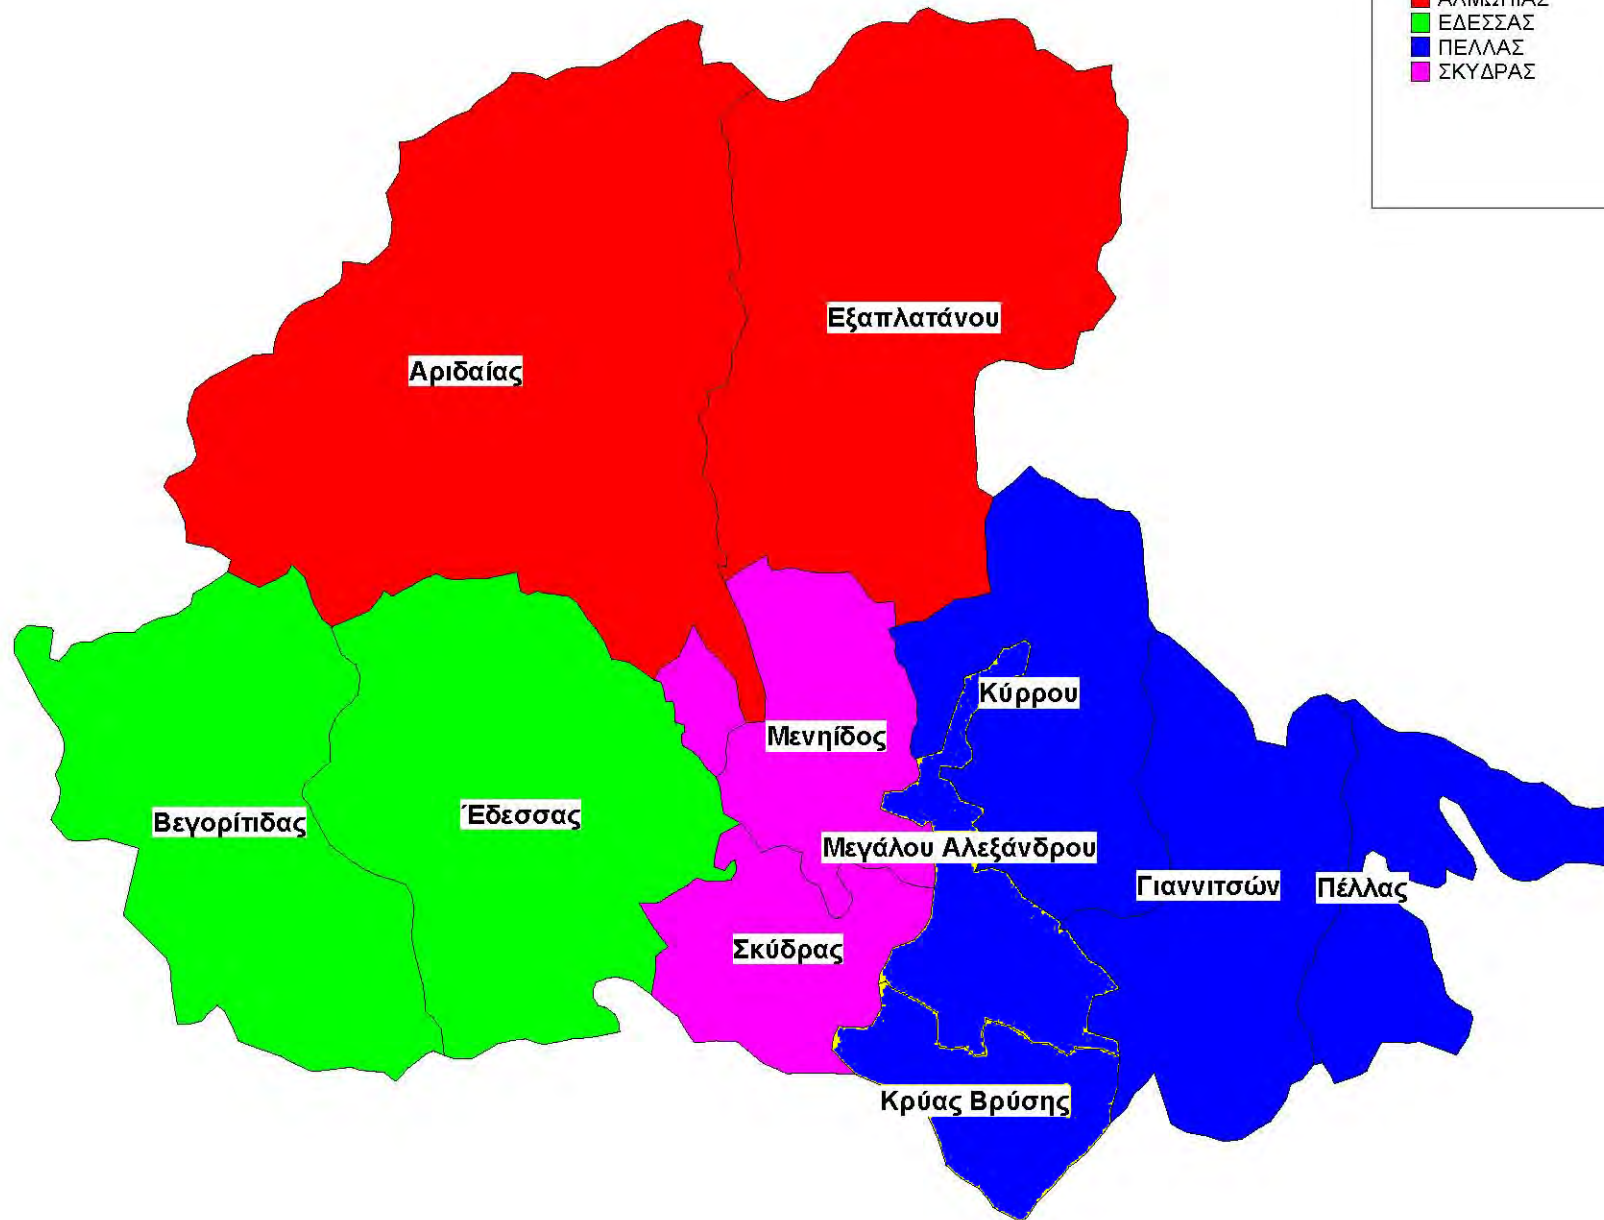 ΕΔΕΣΣΑΣ
ΠΕΛΛΑΣ
ΣΚΥΔΡΑΣ
Εξαπλατάνου
Αριδαίας
Κύρρου
Μενηίδος
Βεγορίτιδας
Έδεσσας
Μεγάλου Αλεξάνδρου
Γιαννιτσών
Πέλλας
Σκύδρας
Κρύας Βρύσης